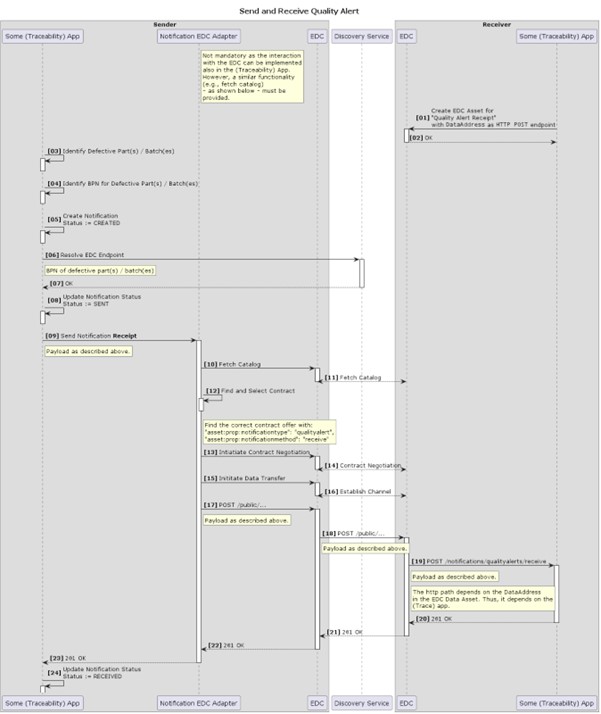 Send and Receive Quality Alert
Sender
Receiver
Some (Traceability) App
Notification EDC Adapter
EDC
Discovery Service
EDC
Some (Traceability) App
Not mandatory as the interaction
with the EDC can be implemented
also in the (Traceability) App.
However, a similar functionality
(e.g., fetch catalog)
- as shown below - must be
provided.
Create EDC Asset for
[01] "Quality Alert Receipt"
with DataAddress as HTTP POST endpoint
[02] OK
[03] Identify Defective Part(s) / Batch(es)
[04] Identify BPN for Defective Part(s) / Batch(es)
[05] Create Notification
Status := CREATED
[06] Resolve EDC Endpoint
BPN of defective part(s) / batch(es)
[07] OK
[08] Update Notification Status
Status := SENT
[09] Send Notification Receipt
Payload as described above.
[10] Fetch Catalog
[11] Fetch Catalog
[12] Find and Select Contract
Find the correct contract offer with:
"asset:prop:notificationtype": "qualityalert",
"asset:prop:notificationmethod": "receive"
[13] Intiatiate Contract Negotiation
[14] Contract Negotiation
[15] Inititate Data Transfer
[16] Establish Channel
[17] POST /public/...
Payload as described above.
[18] POST /public/...
Payload as described above.
[19] POST /notifications/qualityalerts/receive
Payload as described above.
The http path depends on the DataAddress
in the EDC Data Asset. Thus, it depends on the
(Trace) app.
[20] 201 OK
[21] 201 OK
[22] 201 OK
[23] 201 OK
[24] Update Notification Status
Status := RECEIVED
Some (Traceability) App
Notification EDC Adapter
EDC
Discovery Service
EDC
Some (Traceability) App